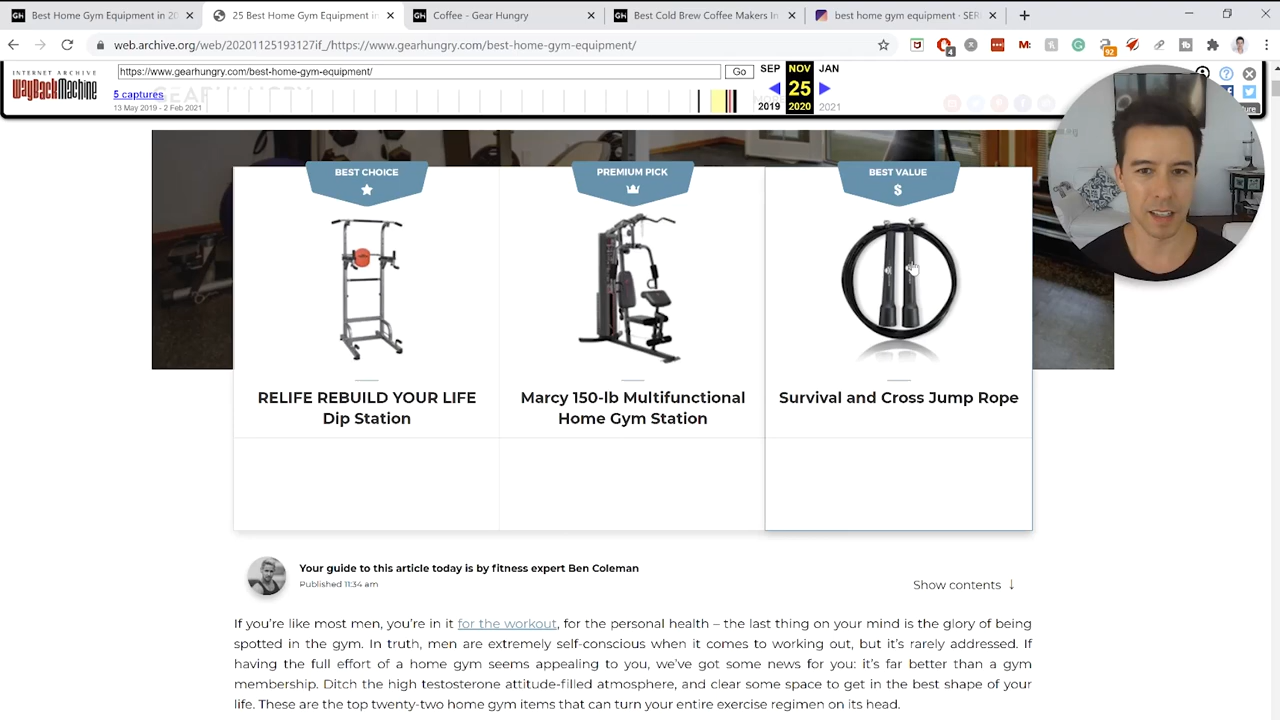 Best Home Gym Equipment in 20
25 Best Home Gym Equipment in
Coffee - Gear Hungry
Best Cold Brew Coffee Makers In
best home gym equipment - SER
web.archive.org/web/20201125193127if_/https://www.gearhungry.com/best-home-gym-equipment/
4
M:
92
INTERNET ARCHIVE
WayBackMachine
https://www.gearhungry.com/best-home-gym-equipment/
Go
SEP
NOV
JAN
5 captures
25
13 May 2019 - 2 Feb 2021
2019
2020
2021
BEST CHOICE
PREMIUM PICK
BEST VALUE
$
RELIFE REBUILD YOUR LIFE
Dip Station
Marcy 150-lb Multifunctional
Home Gym Station
Survival and Cross Jump Rope
Your guide to this article today is by fitness expert Ben Coleman
Published 11:34 am
Show contents ↓
If you're like most men, you're in it for the workout, for the personal health – the last thing on your mind is the glory of being
spotted in the gym. In truth, men are extremely self-conscious when it comes to working out, but it's rarely addressed. If
having the full effort of a home gym seems appealing to you, we've got some news for you: it's far better than a gym
membership. Ditch the high testosterone attitude-filled atmosphere, and clear some space to get in the best shape of your
life. These are the top twenty-two home gym items that can turn your entire exercise regimen on its head.